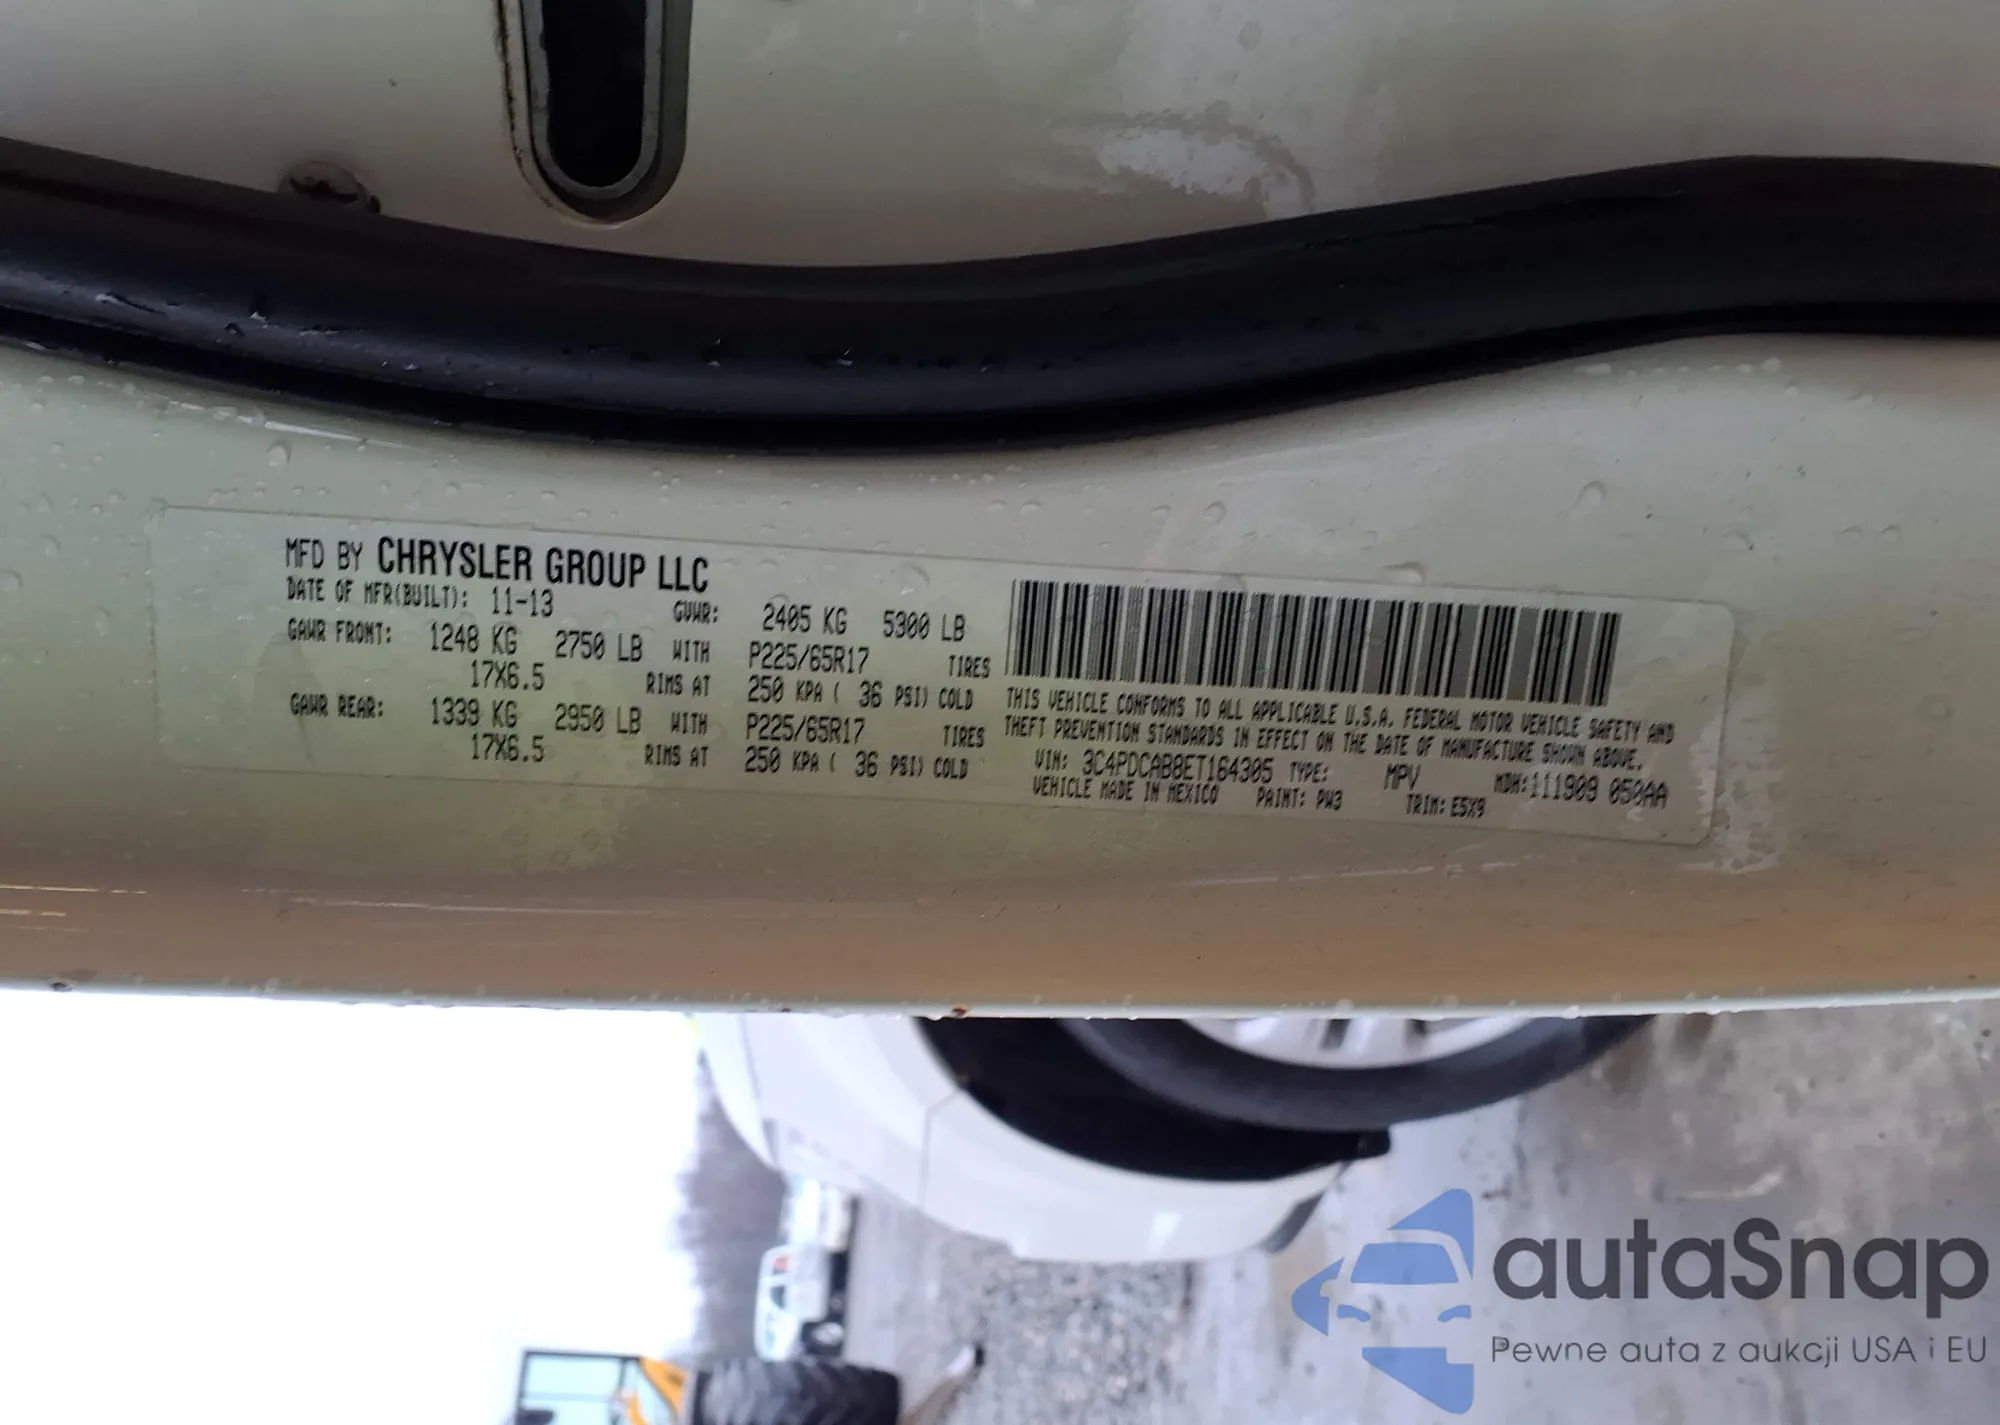 MFD BY CHRYSLER GROUP LLC
DATE OF MFR(BUILT): 11-13 GVWR: 2405 KG 5300 LB
GAWR FRONT: 1248 KG 2750 LB WITH P225/65R17 TIRES
17X6.5 RIMS AT 250 KPA ( 36 PSI) COLD
GAWR REAR: 1339 KG 2950 LB WITH P225/65R17 TIRES
17X6.5 RIMS AT 250 KPA ( 36 PSI) COLD
THIS VEHICLE CONFORMS TO ALL APPLICABLE U.S.A. FEDERAL MOTOR VEHICLE SAFETY AND
THEFT PREVENTION STANDARDS IN EFFECT ON THE DATE OF MANUFACTURE SHOWN ABOVE.
VIN: 3C4PDCAB8ET164305 TYPE: MPV MDH:111909 050AA
VEHICLE MADE IN MEXICO PAINT: PW3 TRIM: E5X9
autaSnap
Pewne auta z aukcji USA i EU